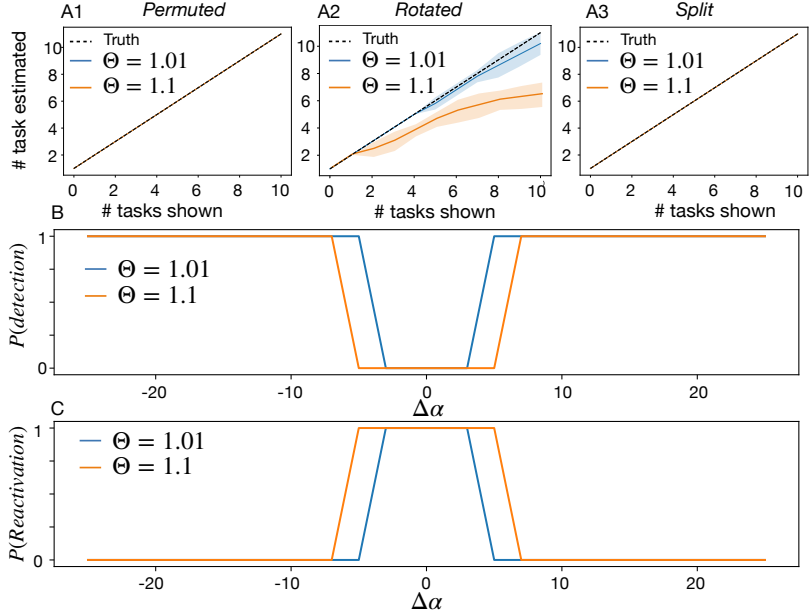 A1 Permuted
# task estimated
10
8
6
4
2
Truth
Θ = 1.01
Θ = 1.1
0 2 4 6 8 10
# tasks shown
A2 Rotated
10
8
6
4
2
Truth
Θ = 1.01
Θ = 1.1
0 2 4 6 8 10
# tasks shown
A3 Split
10
8
6
4
2
Truth
Θ = 1.01
Θ = 1.1
0 2 4 6 8 10
# tasks shown
B
P(detection)
1
0
Θ = 1.01
Θ = 1.1
-20 -10 0 10 20
Δα
C
P(Reactivation)
1
0
Θ = 1.01
Θ = 1.1
-20 -10 0 10 20
Δα